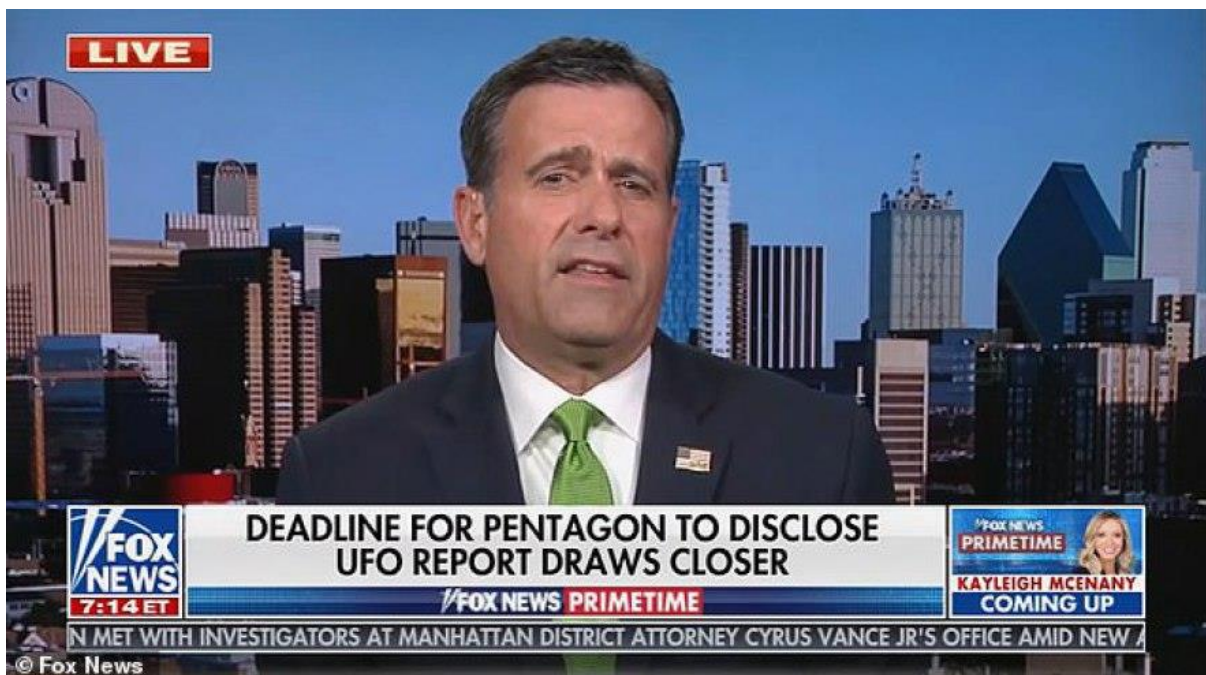 LIVE
DEADLINE FOR PENTAGON TO DISCLOSE
UFO REPORT DRAWS CLOSER
FOX
NEWS
7:14 ET
FOX NEWS PRIMETIME
FOX NEWS
PRIMETIME
KAYLEIGH MCENANY
COMING UP
N MET WITH INVESTIGATORS AT MANHATTAN DISTRICT ATTORNEY CYRUS VANCE JR'S OFFICE AMID NEW
© Fox News